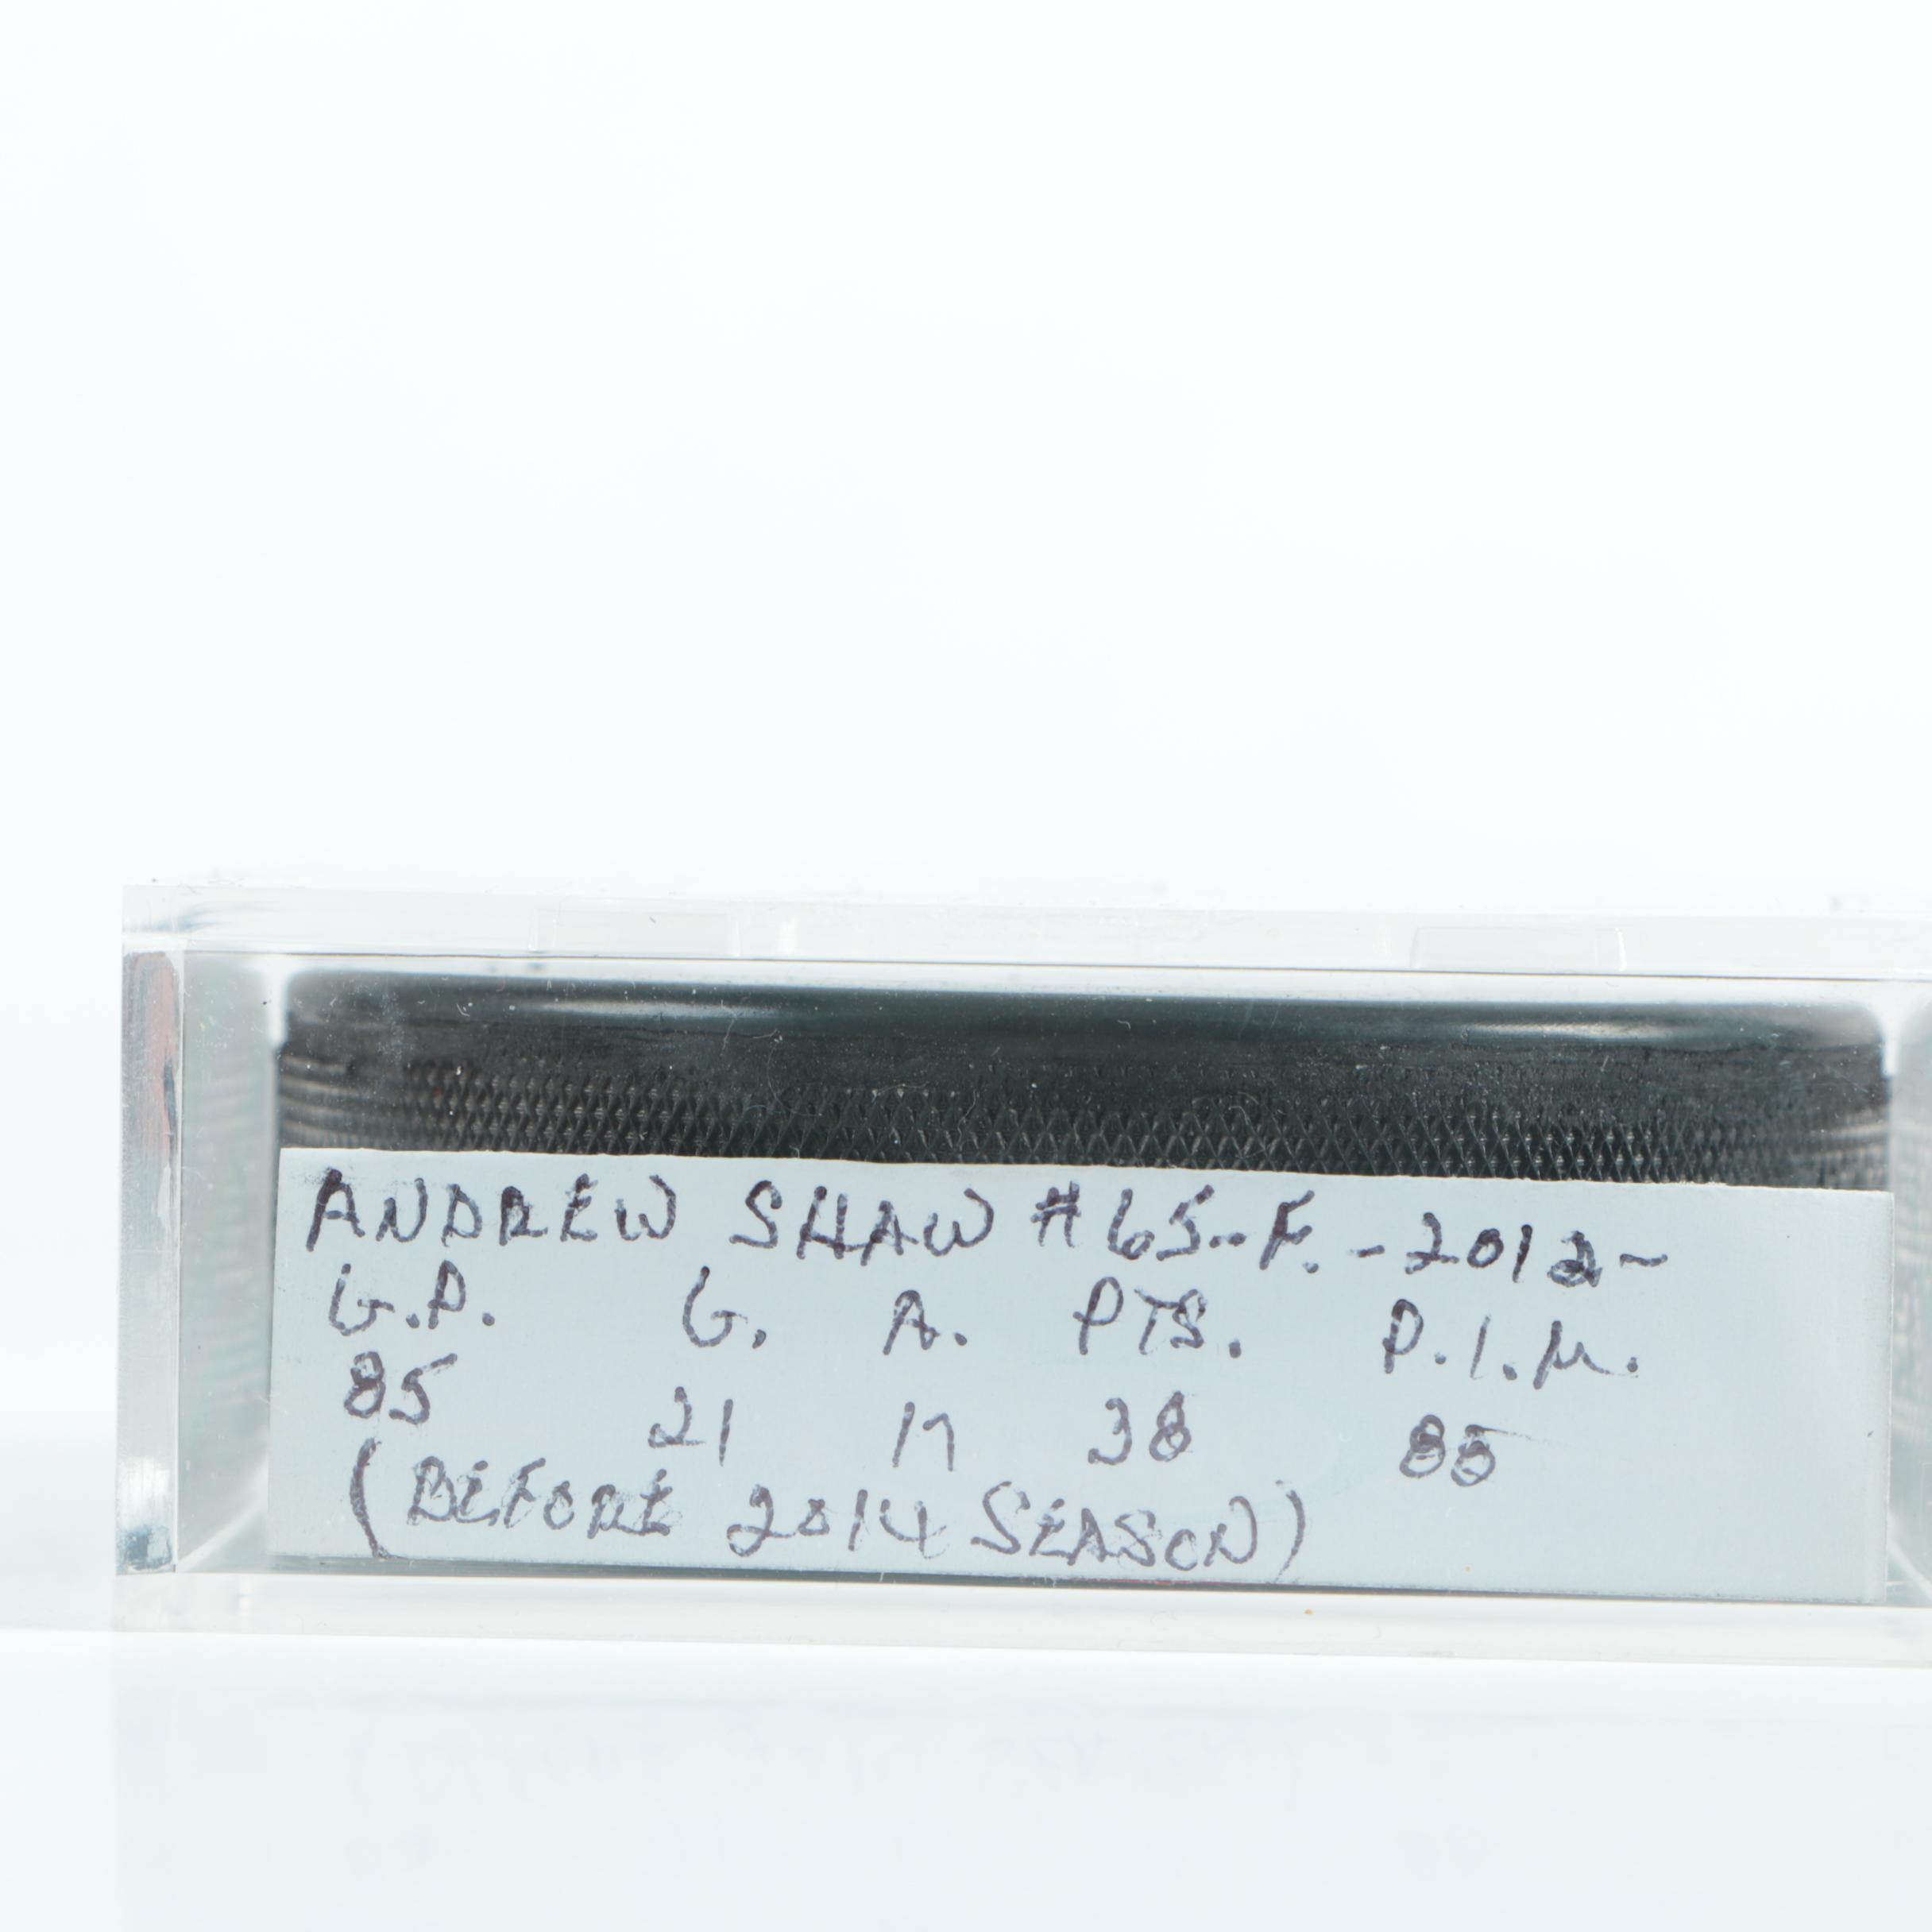 ANDREW SHAW #65-F. -2012-
G.P. G. A. PTS. P.I.M.
85 21 17 38 85
(BEFORE 2014 SEASON)